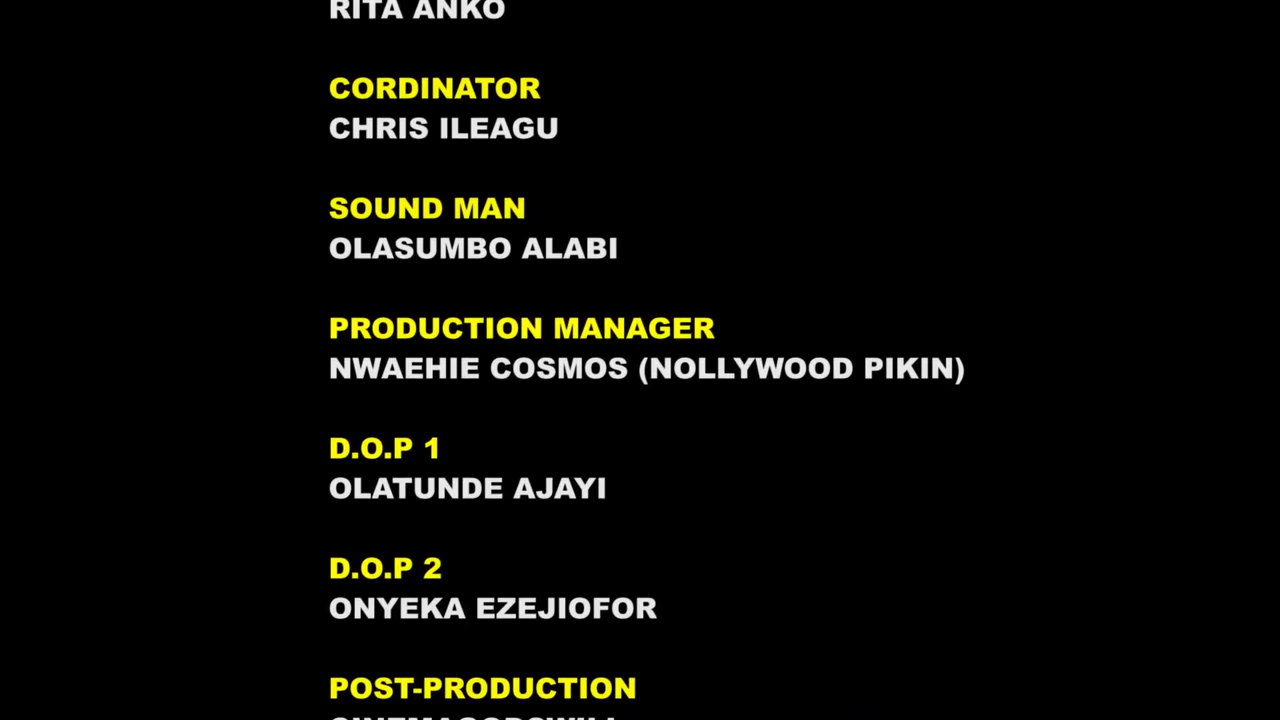 RITA ANKO
CORDINATOR
CHRIS ILEAGU
SOUND MAN
OLASUMBO ALABI
PRODUCTION MANAGER
NWAEHIE COSMOS (NOLLYWOOD PIKIN)
D.O.P 1
OLATUNDE AJAYI
D.O.P 2
ONYEKA EZEJIOFOR
POST-PRODUCTION